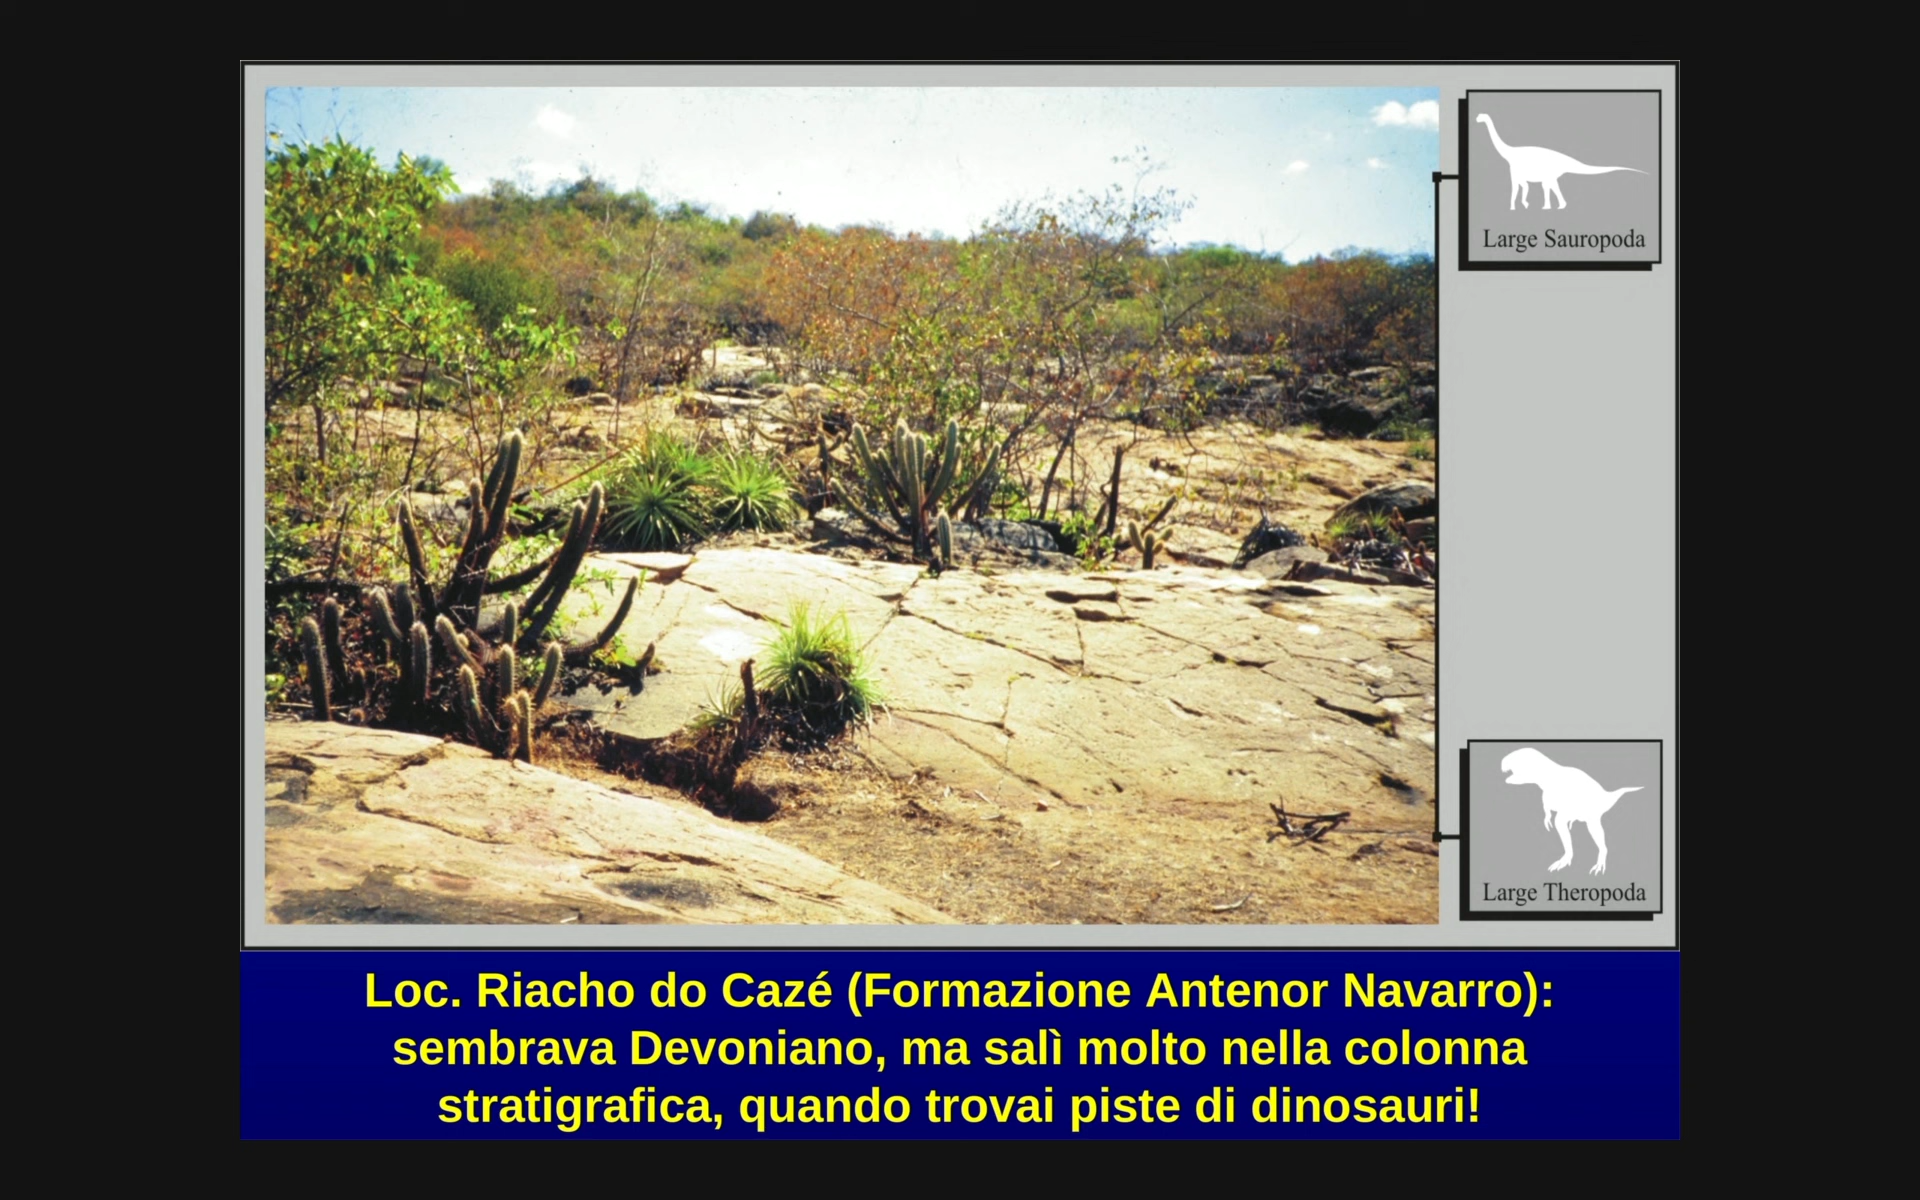 Large Sauropoda
Large Theropoda
Loc. Riacho do Cazé (Formazione Antenor Navarro):
sembrava Devoniano, ma salì molto nella colonna
stratigrafica, quando trovai piste di dinosauri!